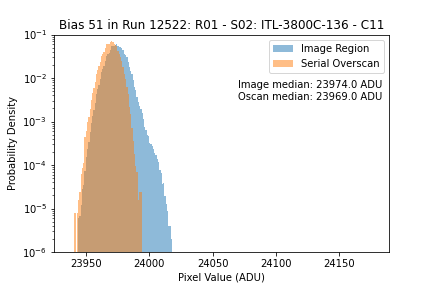 Bias 51 in Run 12522: R01 - S02: ITL-3800C-136 - C11
Image Region
Serial Overscan
Image median: 23974.0 ADU
Oscan median: 23969.0 ADU
Probability Density
10⁻¹
10⁻²
10⁻³
10⁻⁴
10⁻⁵
10⁻⁶
23950 24000 24050 24100 24150
Pixel Value (ADU)